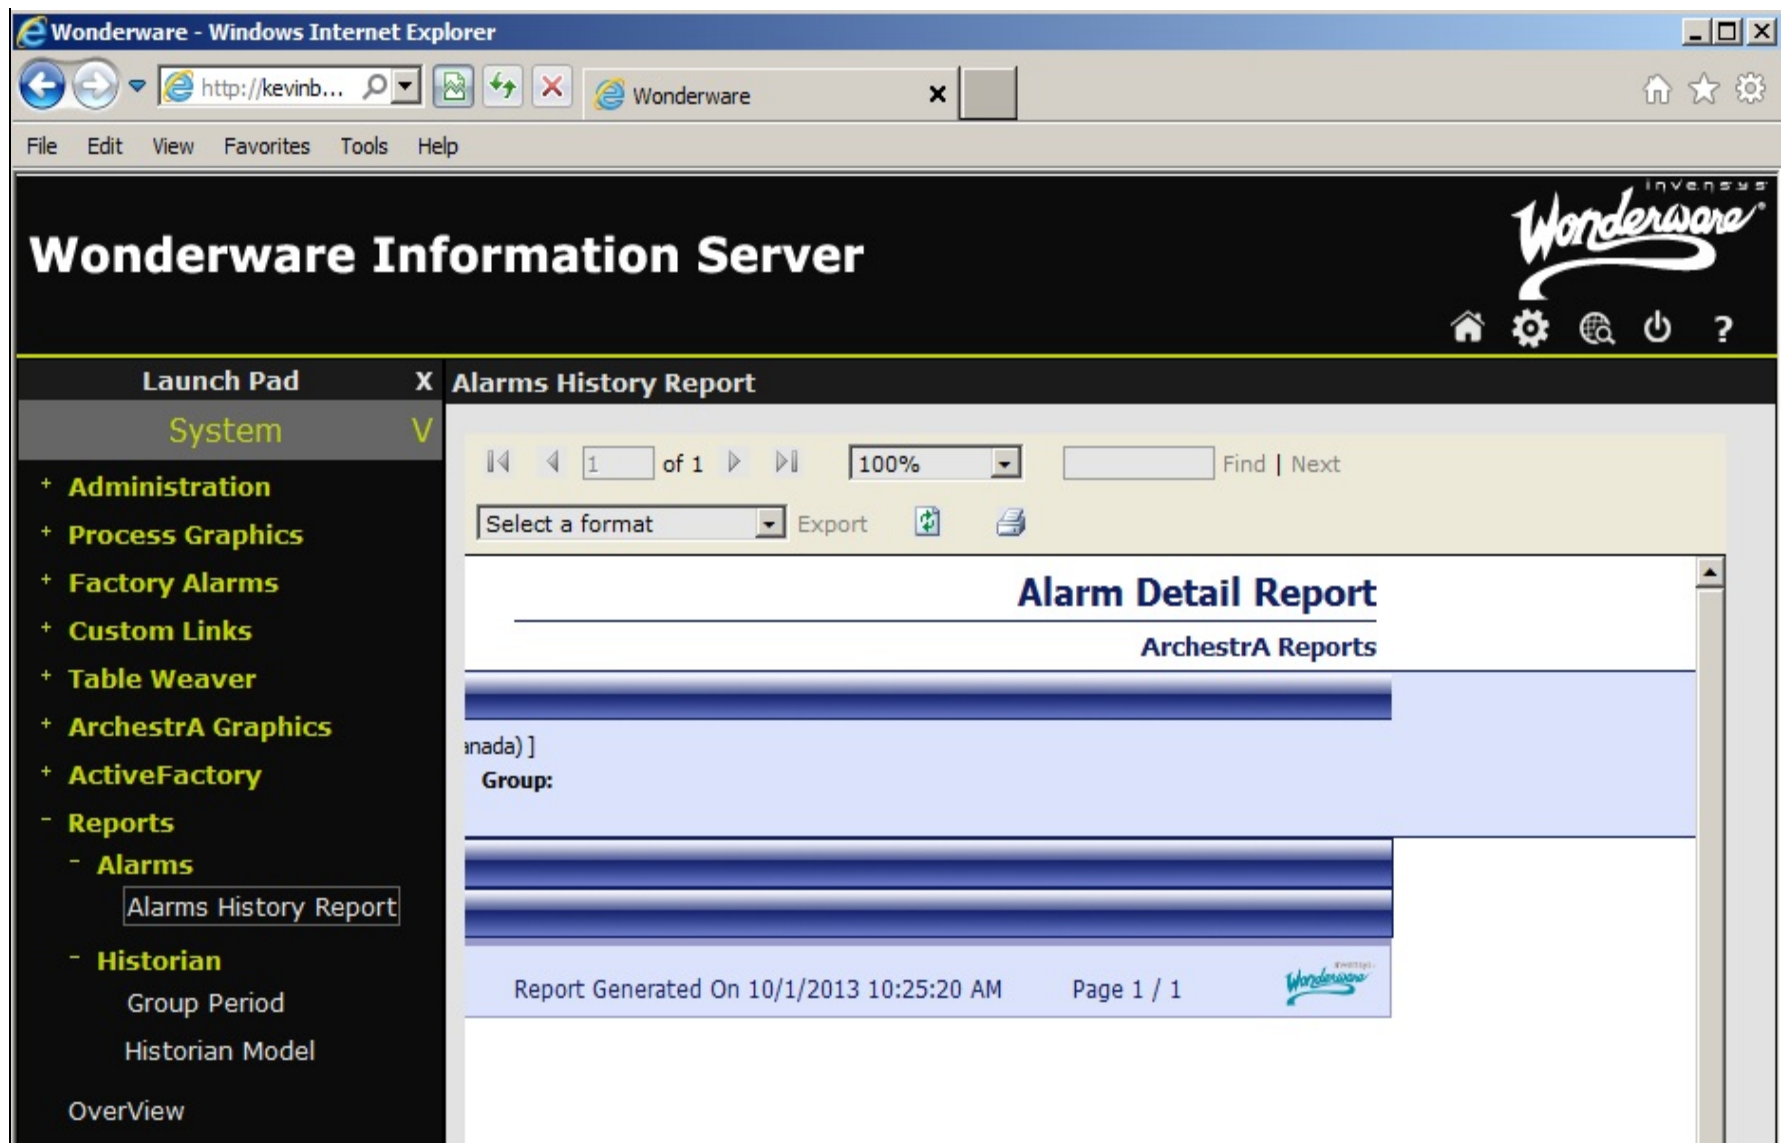 Wonderware - Windows Internet Explorer
http://kevinb...
Wonderware
File Edit View Favorites Tools Help
invensys
Wonderware
Wonderware Information Server
?
Launch Pad X
System V
+ Administration
+ Process Graphics
+ Factory Alarms
+ Custom Links
+ Table Weaver
+ ArchestrA Graphics
+ ActiveFactory
- Reports
- Alarms
Alarms History Report
- Historian
Group Period
Historian Model
OverView
Alarms History Report
1 of 1 100% Find | Next
Select a format Export
Alarm Detail Report
ArchestrA Reports
anada) ]
Group:
Report Generated On 10/1/2013 10:25:20 AM Page 1 / 1
invensys
Wonderware